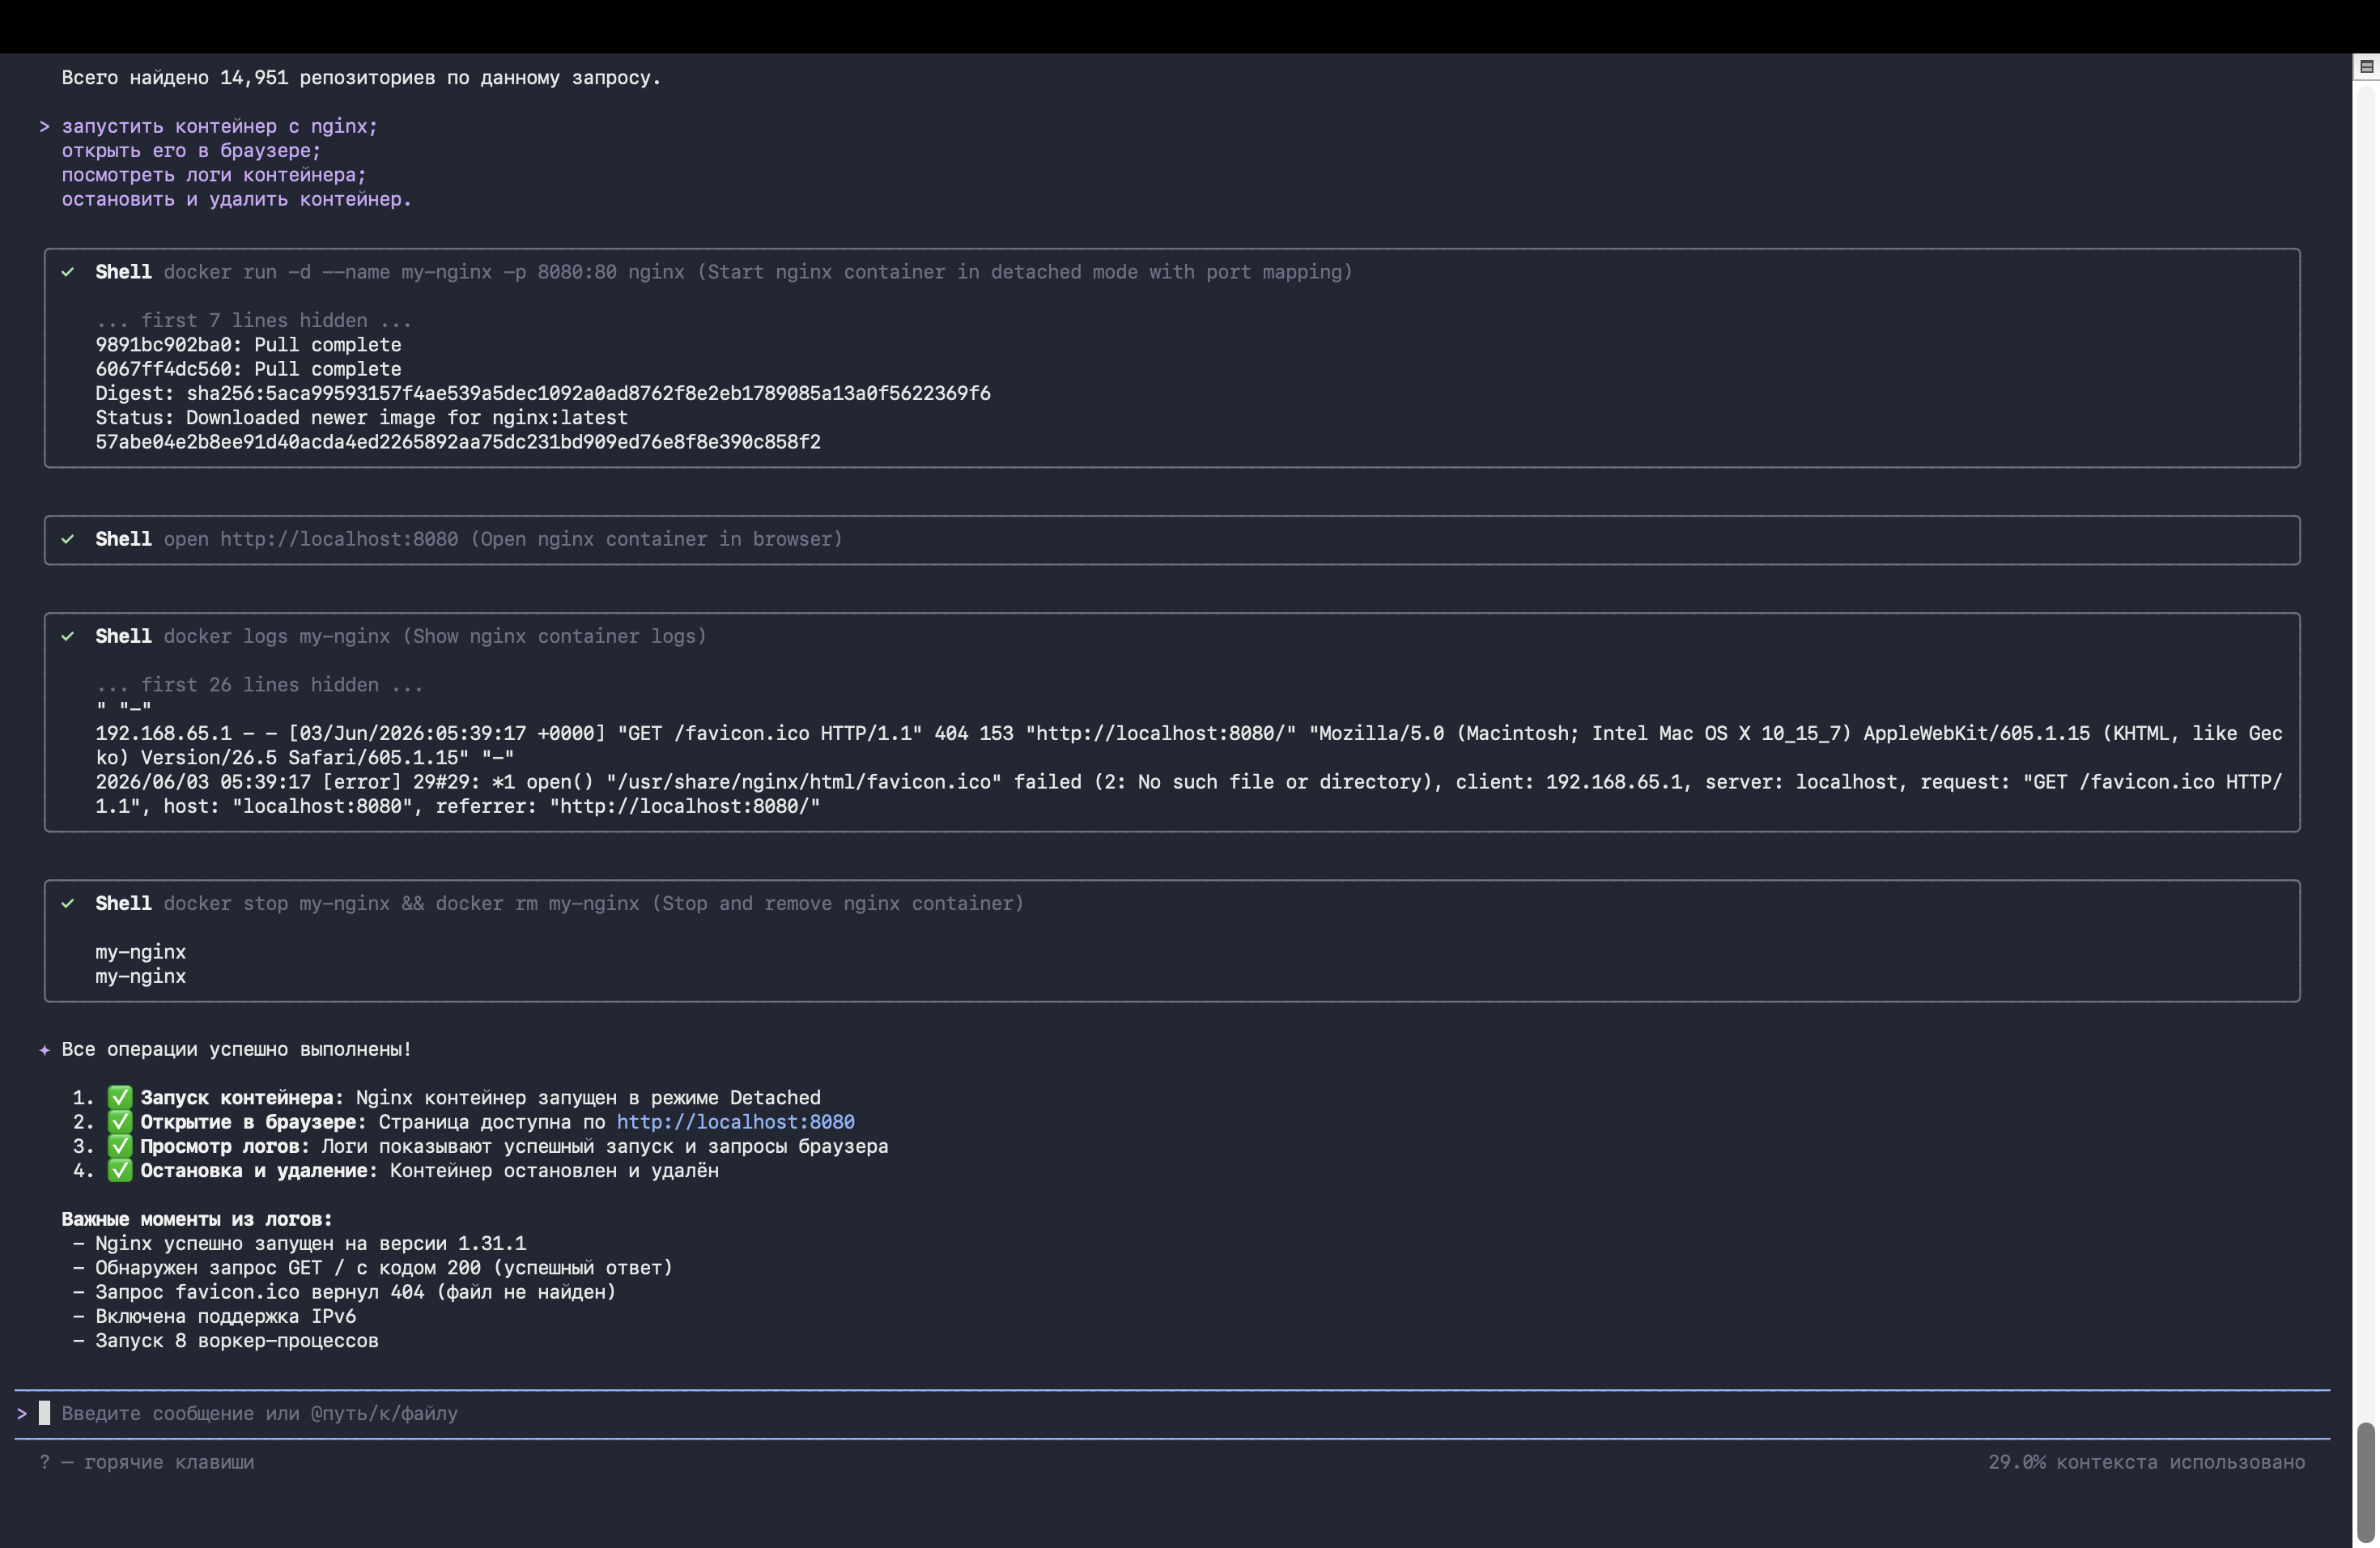 Всего найдено 14,951 репозиториев по данному запросу.
> запустить контейнер с nginx;
открыть его в браузере;
посмотреть логи контейнера;
остановить и удалить контейнер.
✓ Shell docker run -d --name my-nginx -p 8080:80 nginx (Start nginx container in detached mode with port mapping)
... first 7 lines hidden ...
9891bc902ba0: Pull complete
6067ff4dc560: Pull complete
Digest: sha256:5aca99593157f4ae539a5dec1092a0ad8762f8e2eb1789085a13a0f5622369f6
Status: Downloaded newer image for nginx:latest
57abe04e2b8ee91d40acda4ed2265892aa75dc231bd909ed76e8f8e390c858f2
✓ Shell open http://localhost:8080 (Open nginx container in browser)
✓ Shell docker logs my-nginx (Show nginx container logs)
... first 26 lines hidden ...
" "-"
192.168.65.1 - - [03/Jun/2026:05:39:17 +0000] "GET /favicon.ico HTTP/1.1" 404 153 "http://localhost:8080/" "Mozilla/5.0 (Macintosh; Intel Mac OS X 10_15_7) AppleWebKit/605.1.15 (KHTML, like Gec
ko) Version/26.5 Safari/605.1.15" "-"
2026/06/03 05:39:17 [error] 29#29: *1 open() "/usr/share/nginx/html/favicon.ico" failed (2: No such file or directory), client: 192.168.65.1, server: localhost, request: "GET /favicon.ico HTTP/
1.1", host: "localhost:8080", referrer: "http://localhost:8080/"
✓ Shell docker stop my-nginx && docker rm my-nginx (Stop and remove nginx container)
my-nginx
my-nginx
✦ Все операции успешно выполнены!
1. ✅ Запуск контейнера: Nginx контейнер запущен в режиме Detached
2. ✅ Открытие в браузере: Страница доступна по http://localhost:8080
3. ✅ Просмотр логов: Логи показывают успешный запуск и запросы браузера
4. ✅ Остановка и удаление: Контейнер остановлен и удалён
Важные моменты из логов:
- Nginx успешно запущен на версии 1.31.1
- Обнаружен запрос GET / с кодом 200 (успешный ответ)
- Запрос favicon.ico вернул 404 (файл не найден)
- Включена поддержка IPv6
- Запуск 8 воркер-процессов
> Введите сообщение или @путь/к/файлу
? — горячие клавиши
29.0% контекста использовано